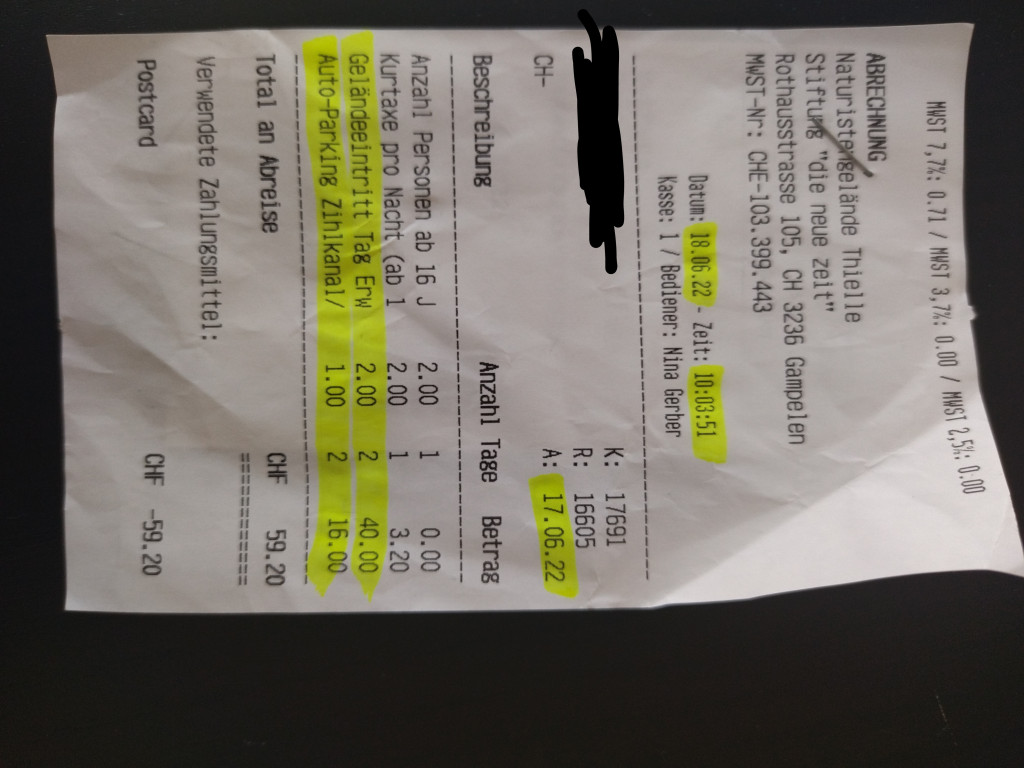 MWST 7,7%: 0.71 / MWST 3,7%: 0.00 / MWST 2,5%: 0.00
ABRECHNUNG
Naturistengelände Thielle
Stiftung "die neue zeit"
Rothausstrasse 105, CH 3236 Gampelen
MWST-Nr: CHE-103.399.443
Datum: 18.06.22 - Zeit: 10:03:51
Kasse: 1 / Bediener: Nina Gerber
K: 17691
R: 16605
CH- A: 17.06.22
Beschreibung Anzahl Tage Betrag
Anzahl Personen ab 16 J 2.00 1 0.00
Kurtaxe pro Nacht (ab 1 2.00 1 3.20
Geländeeintritt Tag Erw 2.00 2 40.00
Auto-Parking Zihlkanal/ 1.00 2 16.00
Total an Abreise CHF 59.20
Verwendete Zahlungsmittel:
Postcard CHF -59.20